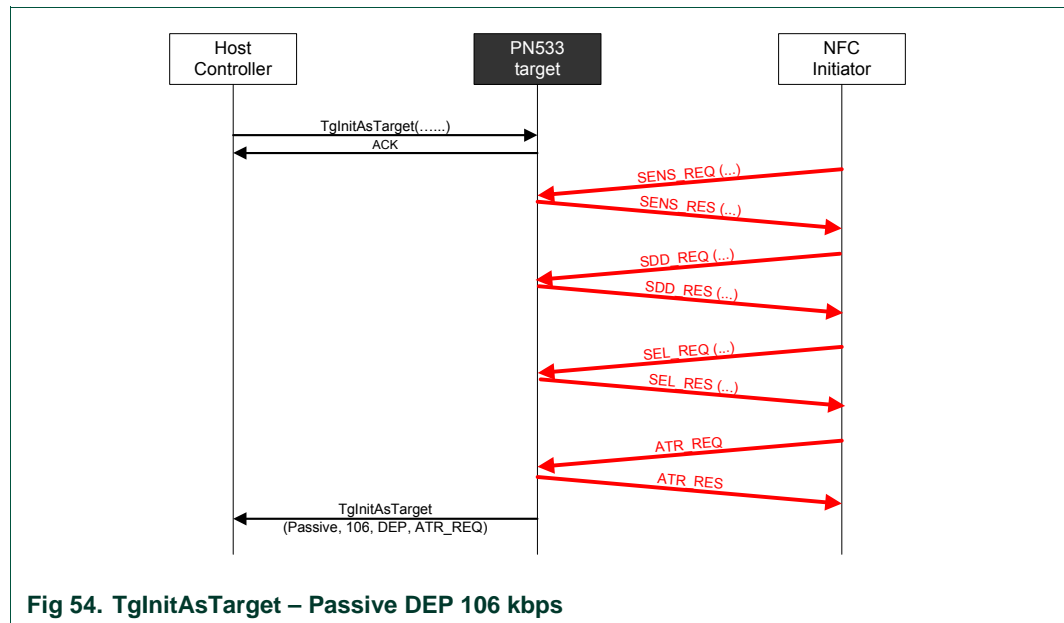 Host
Controller
PN533
target
NFC
Initiator
TgInitAsTarget(…...)
ACK
SENS_REQ (...)
SENS_RES (...)
SDD_REQ (...)
SDD_RES (...)
SEL_REQ (...)
SEL_RES (...)
ATR_REQ
ATR_RES
TgInitAsTarget
(Passive, 106, DEP, ATR_REQ)
Fig 54. TgInitAsTarget – Passive DEP 106 kbps